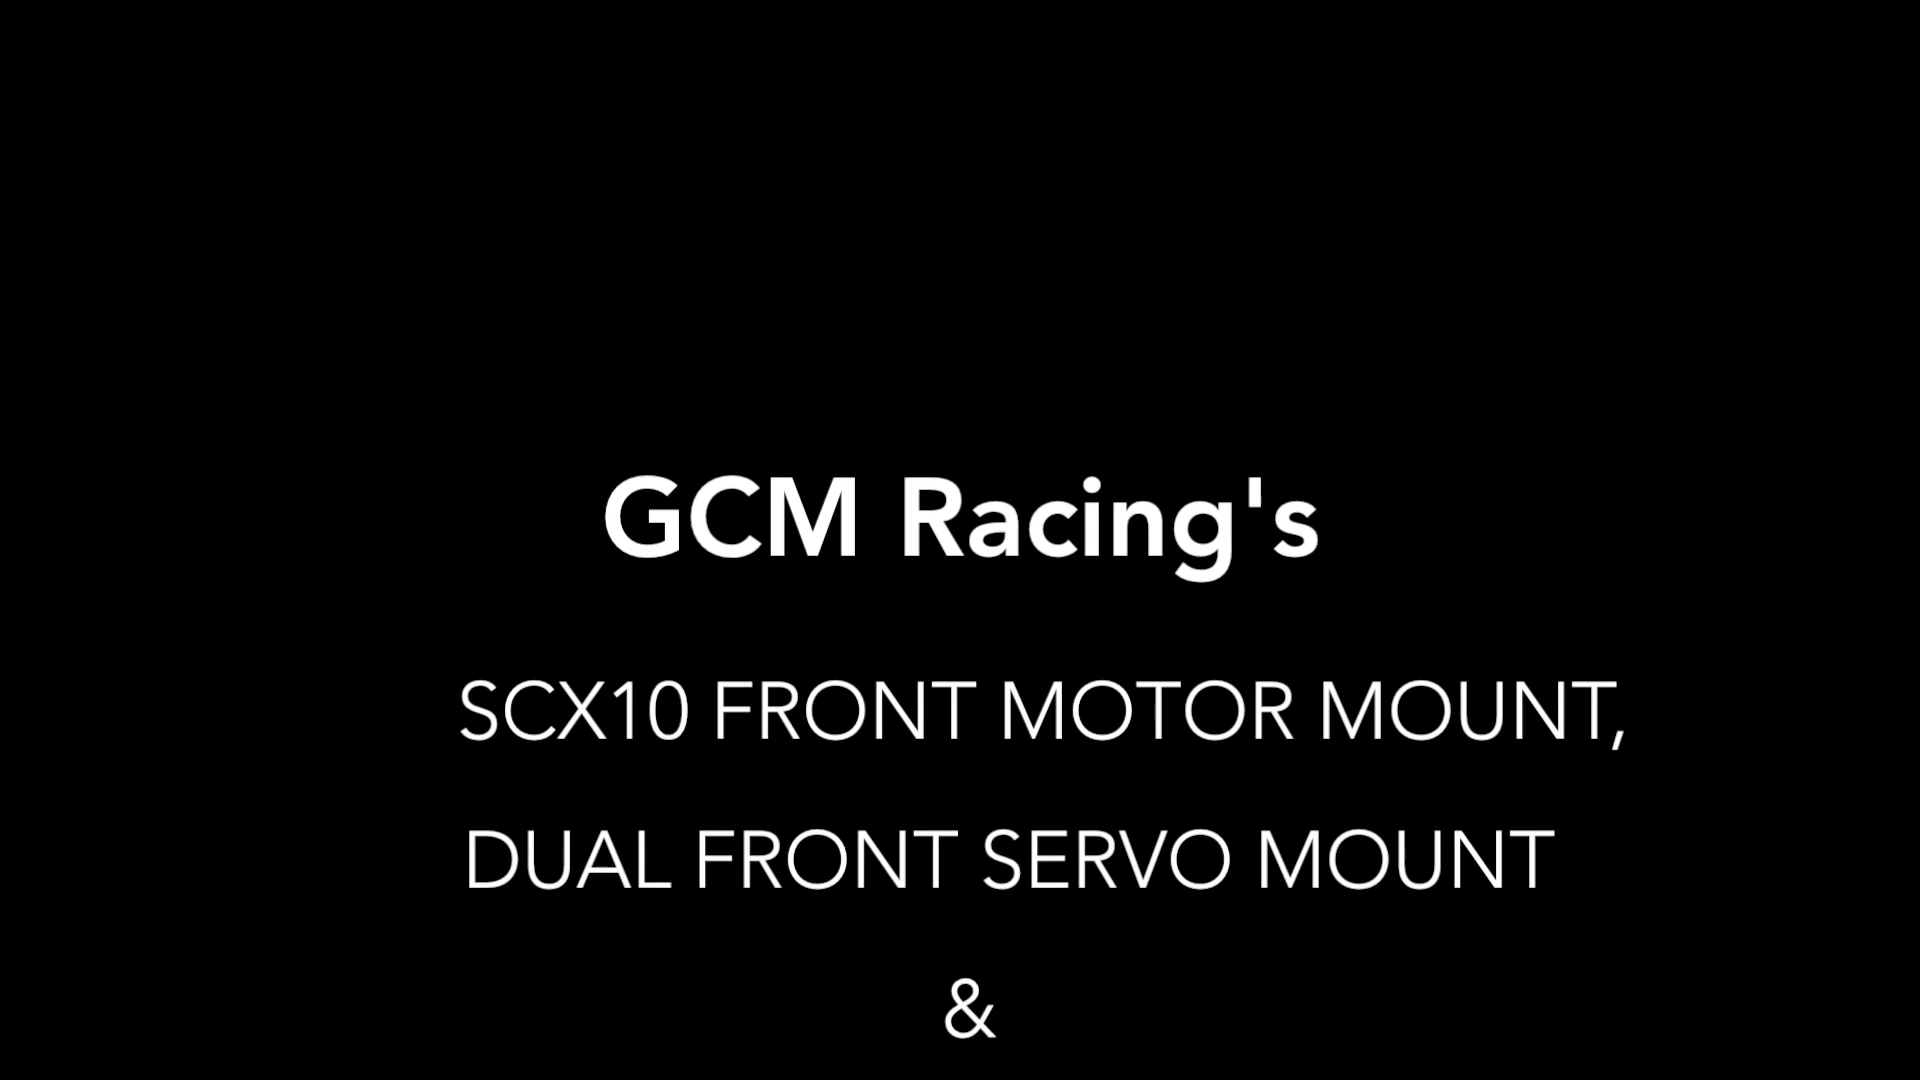 GCM Racing's
SCX10 FRONT MOTOR MOUNT,
DUAL FRONT SERVO MOUNT
&